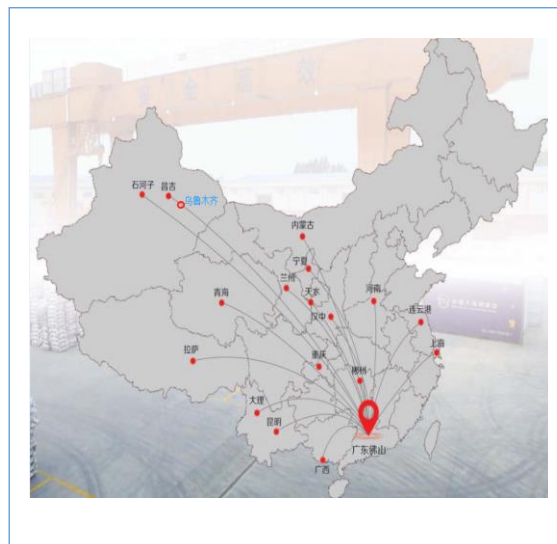 石河子
昌吉
乌鲁木齐
内蒙古
宁夏
兰州
天水
河南
青海
汉中
连云港
上海
拉萨
重庆
郴州
大理
昆明
广东佛山
广西